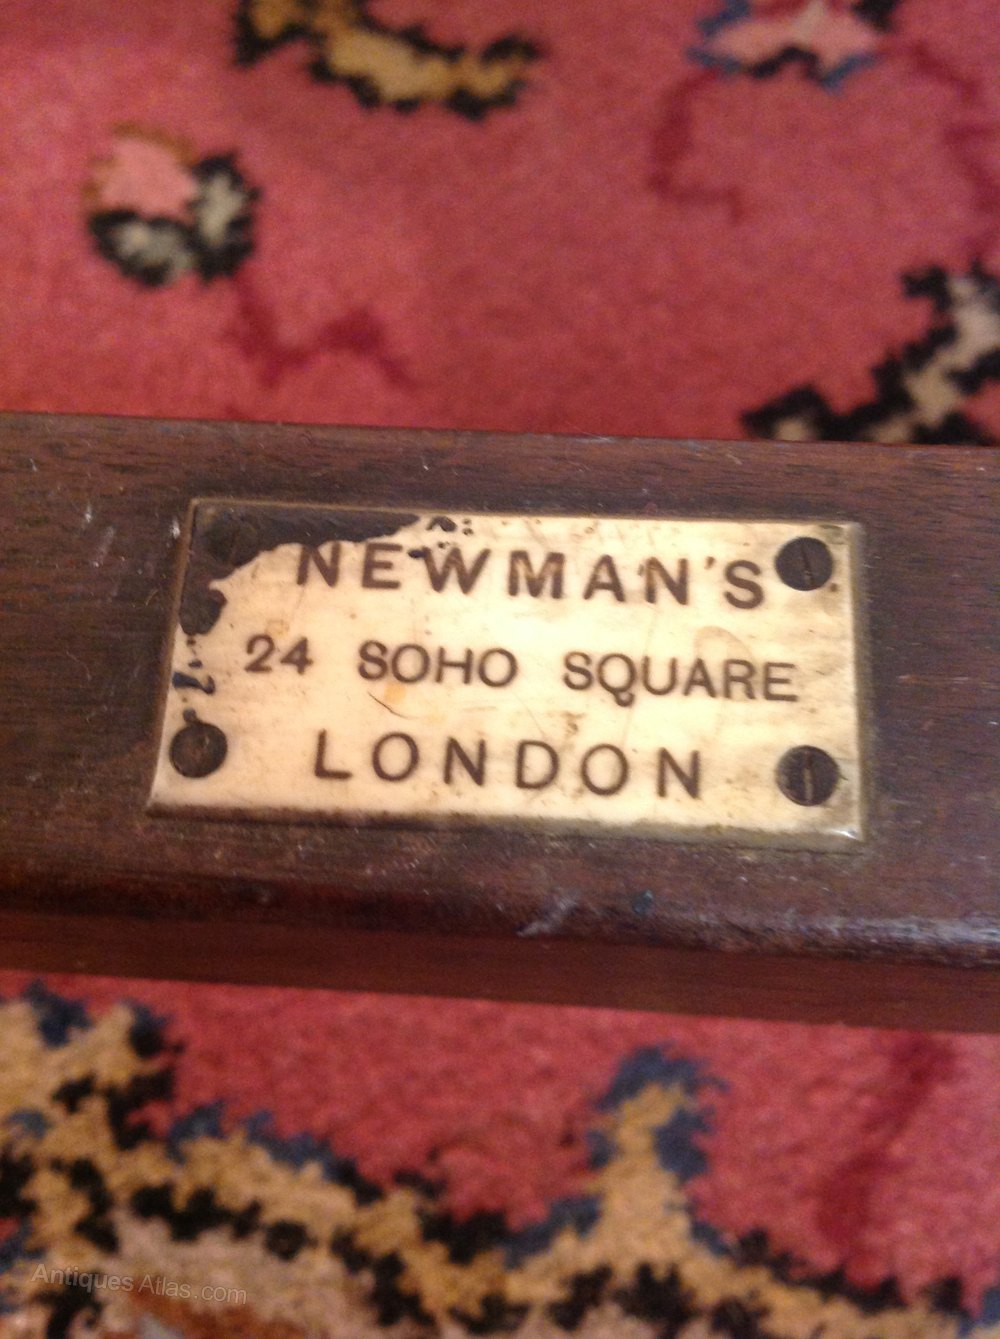 NEWMAN'S
24 SOHO SQUARE
LONDON
Antiques Atlas.com